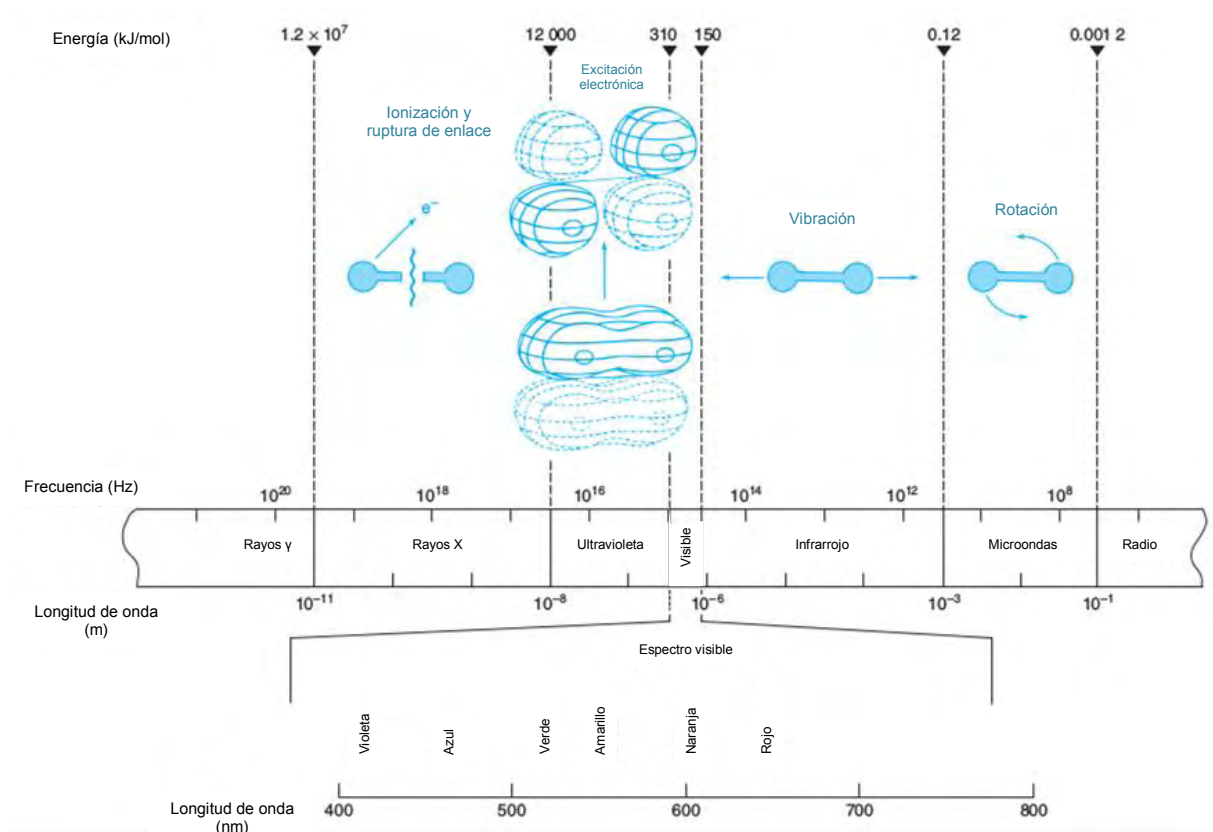 Energía (kJ/mol)
1.2 × 10⁷
12 000
310
150
0.12
0.001 2
Excitación
electrónica
Ionización y
ruptura de enlace
e⁻
Vibración
Rotación
Frecuencia (Hz)
10²⁰
10¹⁸
10¹⁶
10¹⁴
10¹²
10⁸
Rayos γ
Rayos X
Ultravioleta
Visible
Infrarrojo
Microondas
Radio
Longitud de onda
(m)
10⁻¹¹
10⁻⁸
10⁻⁶
10⁻³
10⁻¹
Espectro visible
Violeta
Azul
Verde
Amarillo
Naranja
Rojo
Longitud de onda
(nm)
400
500
600
700
800